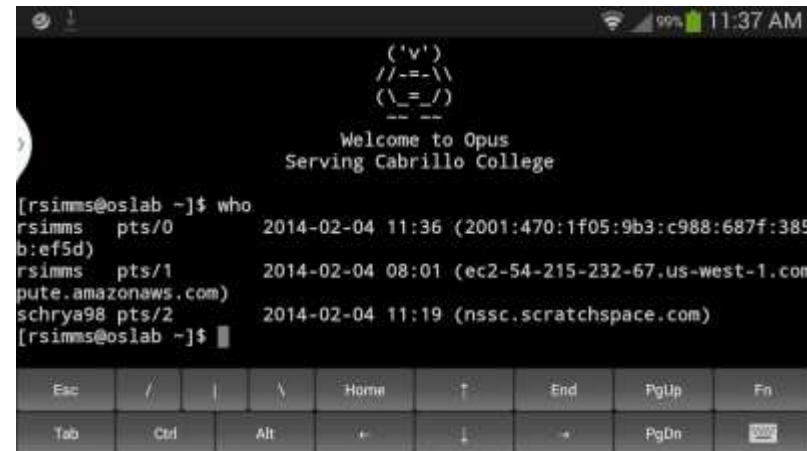 99% 11:37 AM
('v')
//-=-\\
(\_=_/)
~~ ~~
Welcome to Opus
Serving Cabrillo College
[rsimms@oslab ~]$ who
rsimms   pts/0        2014-02-04 11:36 (2001:470:1f05:9b3:c988:687f:385
b:ef5d)
rsimms   pts/1        2014-02-04 08:01 (ec2-54-215-232-67.us-west-1.com
pute.amazonaws.com)
schrya98 pts/2        2014-02-04 11:19 (nssc.scratchspace.com)
[rsimms@oslab ~]$
Esc / | \ Home ↑ End PgUp Fn
Tab Ctrl Alt ← ↓ → PgDn